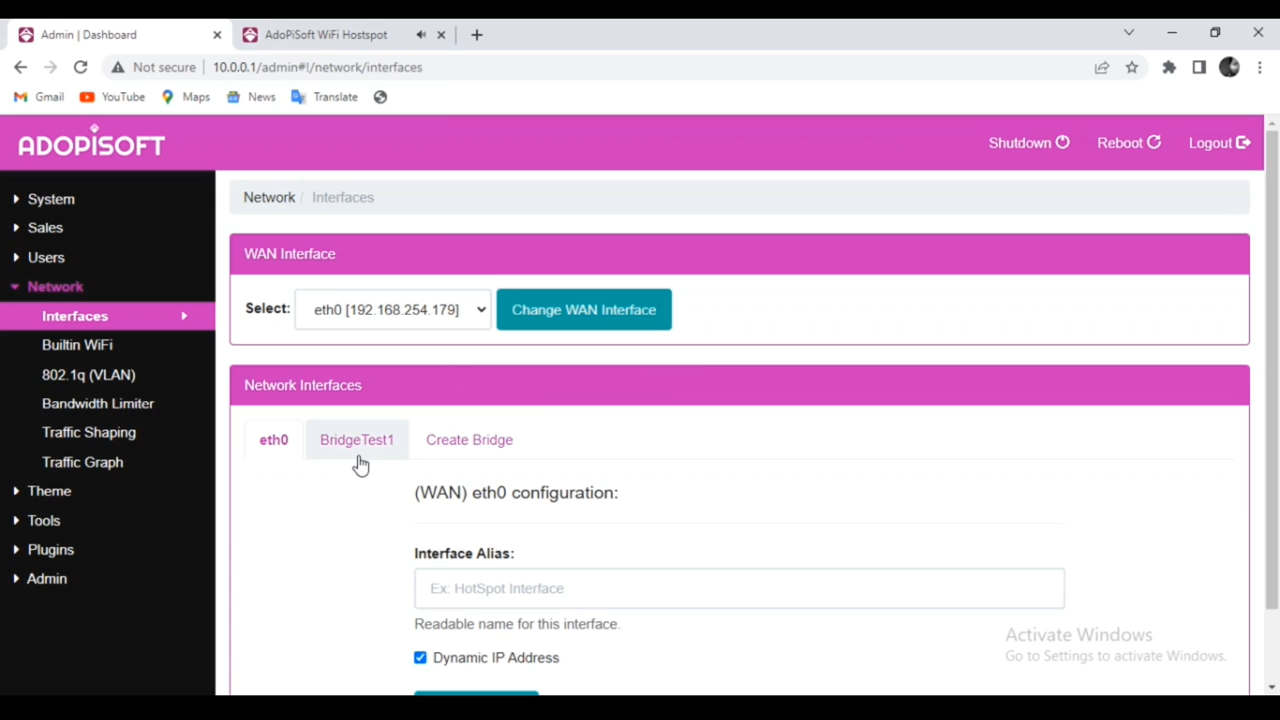 Admin | Dashboard
AdoPiSoft WiFi Hostspot
Not secure
10.0.0.1/admin#!/network/interfaces
Gmail
YouTube
Maps
News
Translate
ADOPiSOFT
Shutdown
Reboot
Logout
System
Sales
Users
Network
Interfaces
Builtin WiFi
802.1q (VLAN)
Bandwidth Limiter
Traffic Shaping
Traffic Graph
Theme
Tools
Plugins
Admin
Network / Interfaces
WAN Interface
Select: eth0 [192.168.254.179] Change WAN Interface
Network Interfaces
eth0 BridgeTest1 Create Bridge
(WAN) eth0 configuration:
Interface Alias:
Ex: HotSpot Interface
Readable name for this interface.
Dynamic IP Address
Activate Windows
Go to Settings to activate Windows.